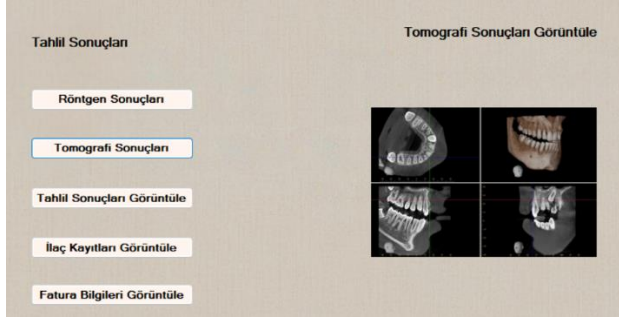 Tahlil Sonuçları
Röntgen Sonuçları
Tomografi Sonuçları
Tahlil Sonuçları Görüntüle
İlaç Kayıtları Görüntüle
Fatura Bilgileri Görüntüle
Tomografi Sonuçları Görüntüle